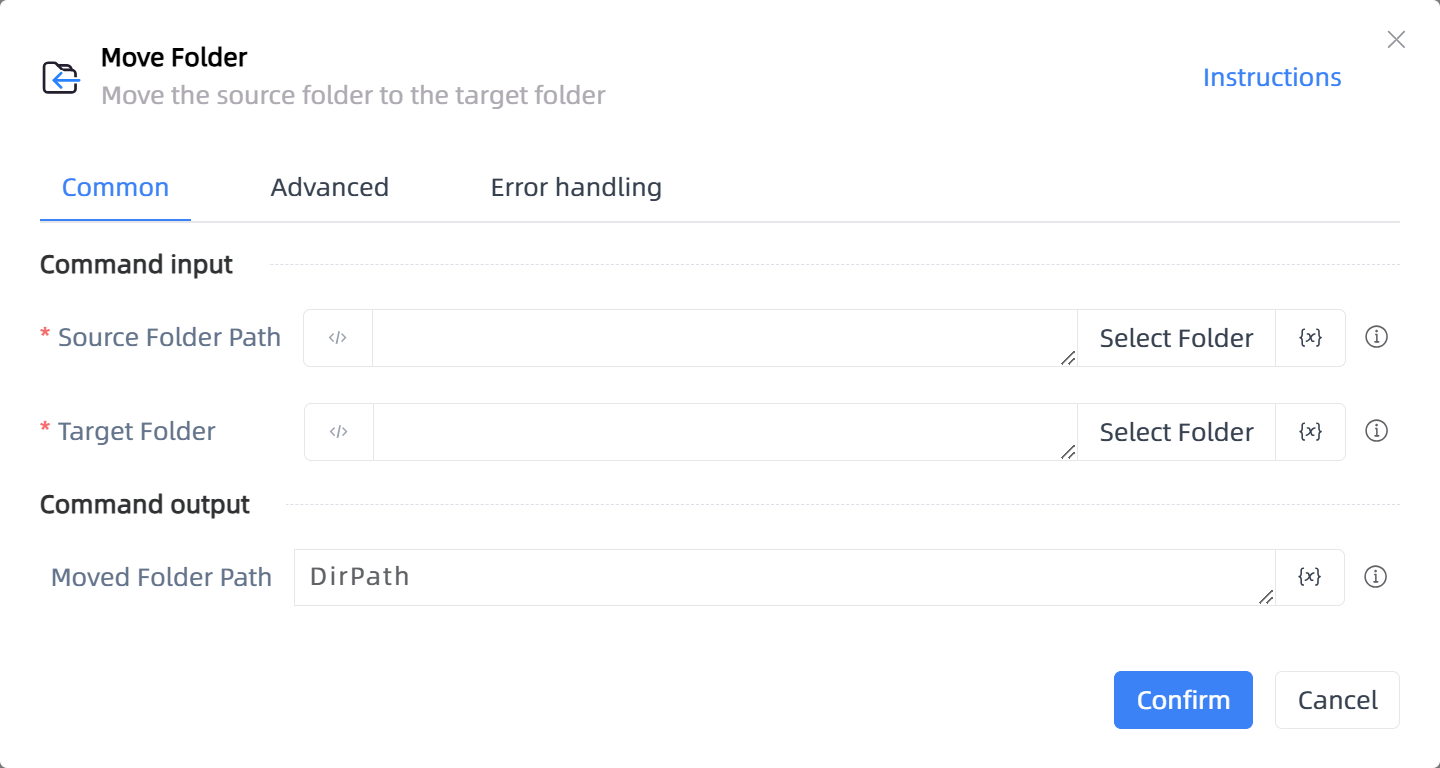 Move Folder
Move the source folder to the target folder
Instructions
Common Advanced Error handling
Command input
* Source Folder Path </> Select Folder {x}
* Target Folder </> Select Folder {x}
Command output
Moved Folder Path DirPath {x}
Confirm Cancel